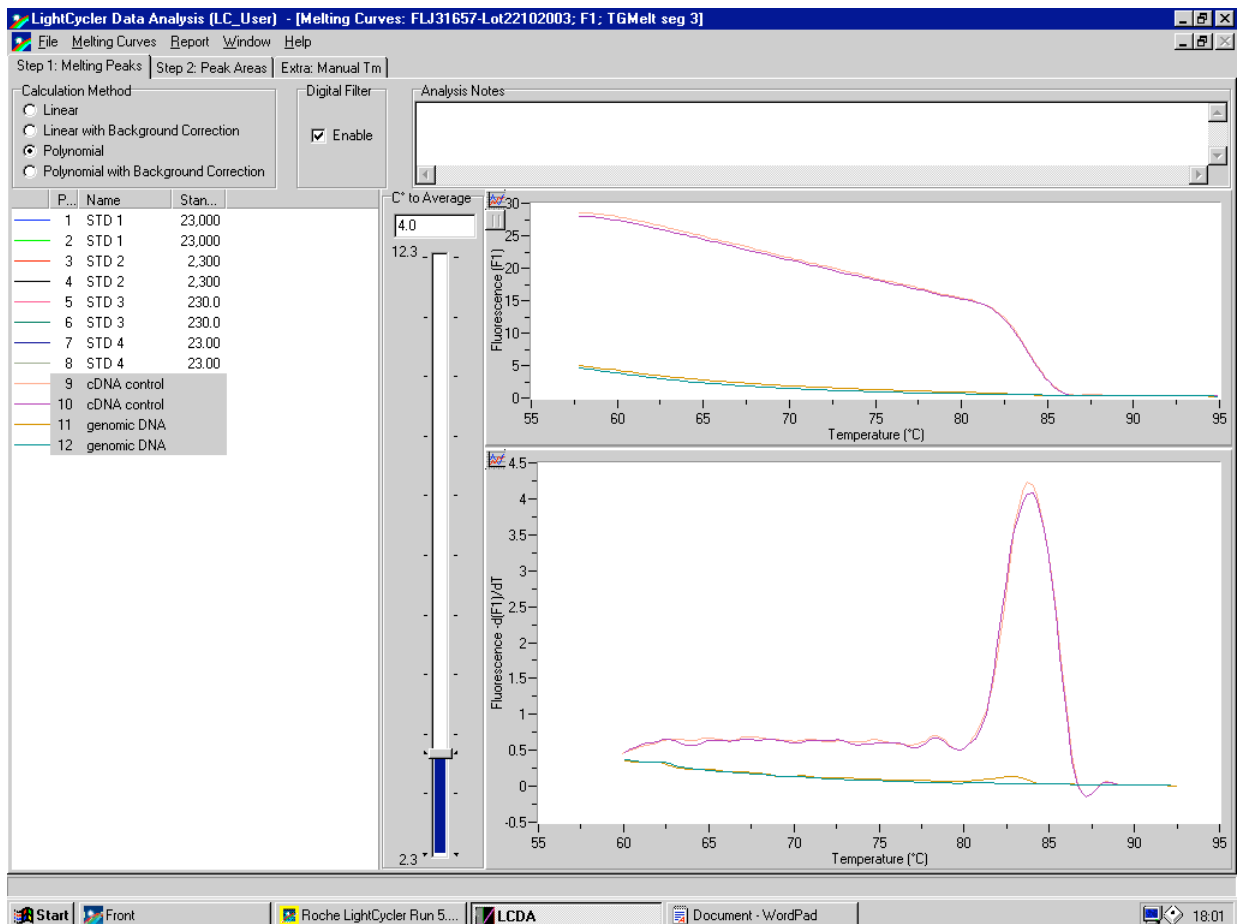 LightCycler Data Analysis (LC_User) - [Melting Curves: FLJ31657-Lot22102003; F1; TGMelt seg 3]
File Melting Curves Report Window Help
Step 1: Melting Peaks Step 2: Peak Areas Extra: Manual Tm
Calculation Method
Linear
Linear with Background Correction
Polynomial
Polynomial with Background Correction
Digital Filter
Enable
Analysis Notes
P... Name Stan...
1 STD 1 23,000
2 STD 1 23,000
3 STD 2 2,300
4 STD 2 2,300
5 STD 3 230.0
6 STD 3 230.0
7 STD 4 23.00
8 STD 4 23.00
9 cDNA control
10 cDNA control
11 genomic DNA
12 genomic DNA
C° to Average
4.0
12.3
2.3
30
25
20
15
10
5
0
Fluorescence (F1)
55 60 65 70 75 80 85 90 95
Temperature (°C)
4.5
4
3.5
3
2.5
2
1.5
1
0.5
0
-0.5
Fluorescence -d(F1)/dT
55 60 65 70 75 80 85 90 95
Temperature (°C)
Start Front Roche LightCycler Run 5.... LCDA Document - WordPad 18:01